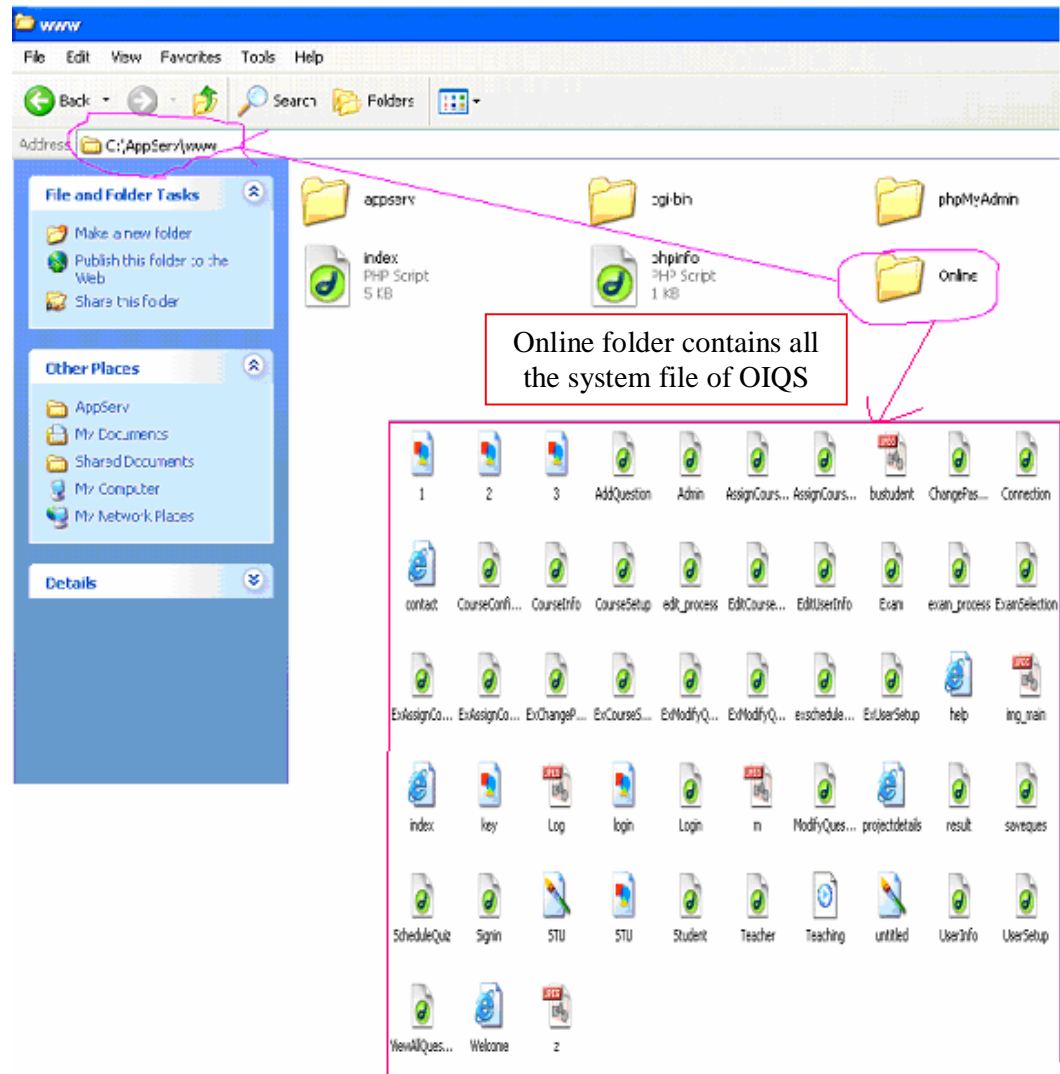 www
File Edit View Favorites Tools Help
Back Search Folders
Address C:\AppServ\www
File and Folder Tasks
Make a new folder
Publish this folder to the
Web
Share this folder
Other Places
AppServ
My Documents
Shared Documents
My Computer
My Network Places
Details
appserv cgi-bin phpMyAdmin
index phpinfo Online
PHP Script PHP Script
5 KB 1 KB
Online folder contains all
the system file of OIQS
1 2 3 AddQuestion Admin AssignCours... AssignCours... bustudent ChangePas... Connection
contact CourseConfi... CourseInfo CourseSetup edit_process EditCourse... EditUserInfo Exam exam_process ExamSelection
ExAssignCo... ExAssignCo... ExChangeP... ExCourseS... ExModifyQ... ExModifyQ... exschedule... ExUserSetup help img_main
index key Log login Login m ModifyQues... projectdetails result saveques
ScheduleQuiz Signin STU STU Student Teacher Teaching untitled UserInfo UserSetup
ViewAllQues... Welcome z